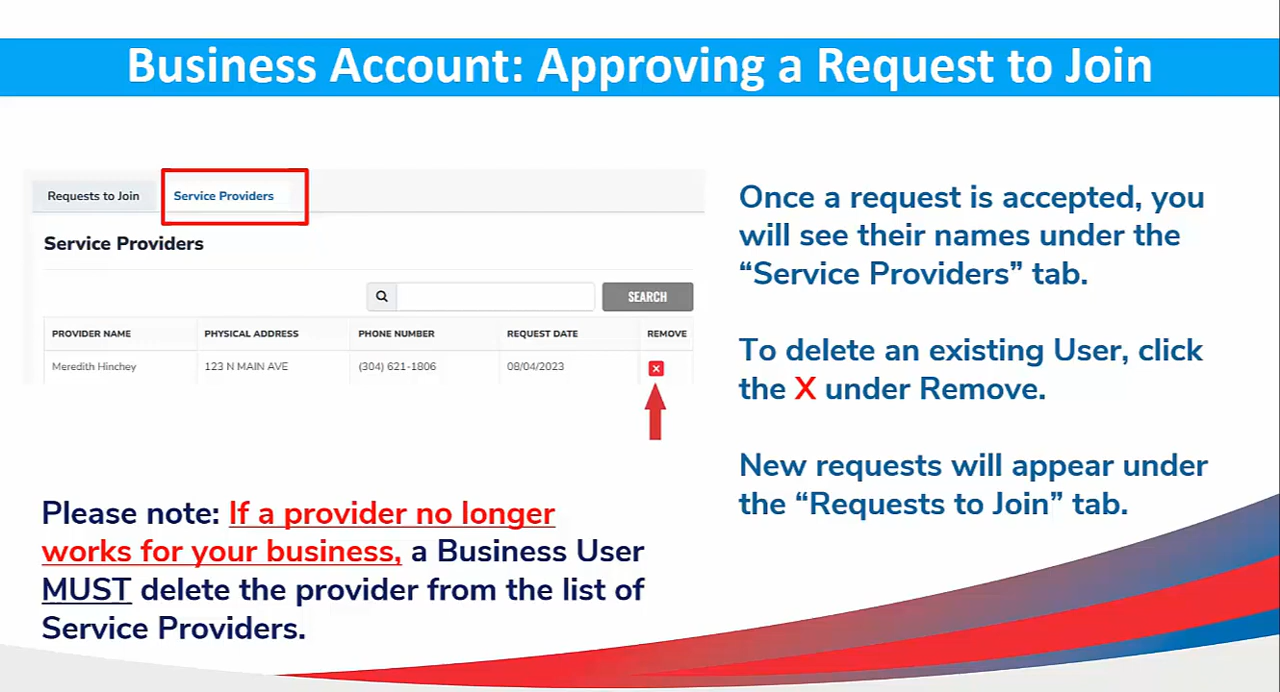 Business Account: Approving a Request to Join
Requests to Join
Service Providers
Service Providers
SEARCH
PROVIDER NAME PHYSICAL ADDRESS PHONE NUMBER REQUEST DATE REMOVE
Meredith Hinchey 123 N MAIN AVE (304) 621-1806 08/04/2023
Once a request is accepted, you
will see their names under the
“Service Providers” tab.
To delete an existing User, click
the X under Remove.
New requests will appear under
the “Requests to Join” tab.
Please note: If a provider no longer
works for your business, a Business User
MUST delete the provider from the list of
Service Providers.